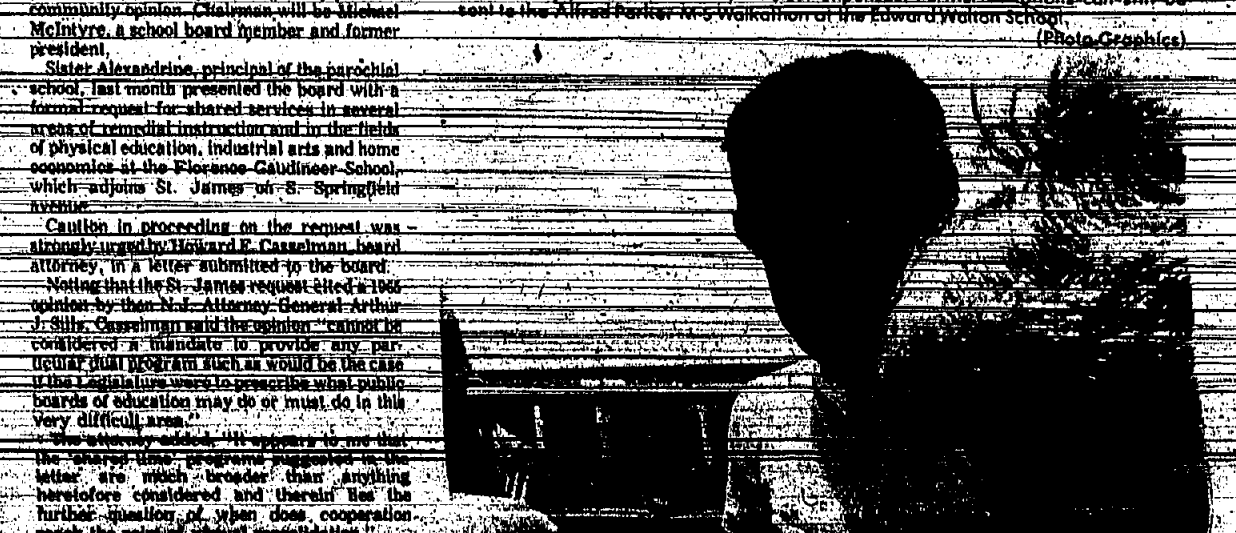 community opinion. Chairman will be Michael
McIntyre, a school board member and former
president.
Sister Alexandrine, principal of the parochial
school, last month presented the board with a
formal request for shared services in several
areas of remedial instruction and in the fields
of physical education, industrial arts and home
economics at the Florence Gaudineer School,
which adjoins St. James on S. Springfield
avenue.
Caution in proceeding on the request was
strongly urged by Howard F. Casselman, board
attorney, in a letter submitted to the board.
Noting that the St. James request cited a 1966
opinion by then N.J. Attorney General Arthur
J. Sills, Casselman said the opinion "cannot be
considered a mandate to provide any par-
ticular dual program such as would be the case
if the Legislature were to prescribe what public
boards of education may do or must do in this
very difficult area."
The attorney added, "It appears to me that
the 'shared time' programs suggested in the
letter are much broader than anything
heretofore considered and therein lies the
further question of when does cooperation
sent to the Alfred Parker M-S Walkathon at the Edward Walton School.
(Photo-Graphics)